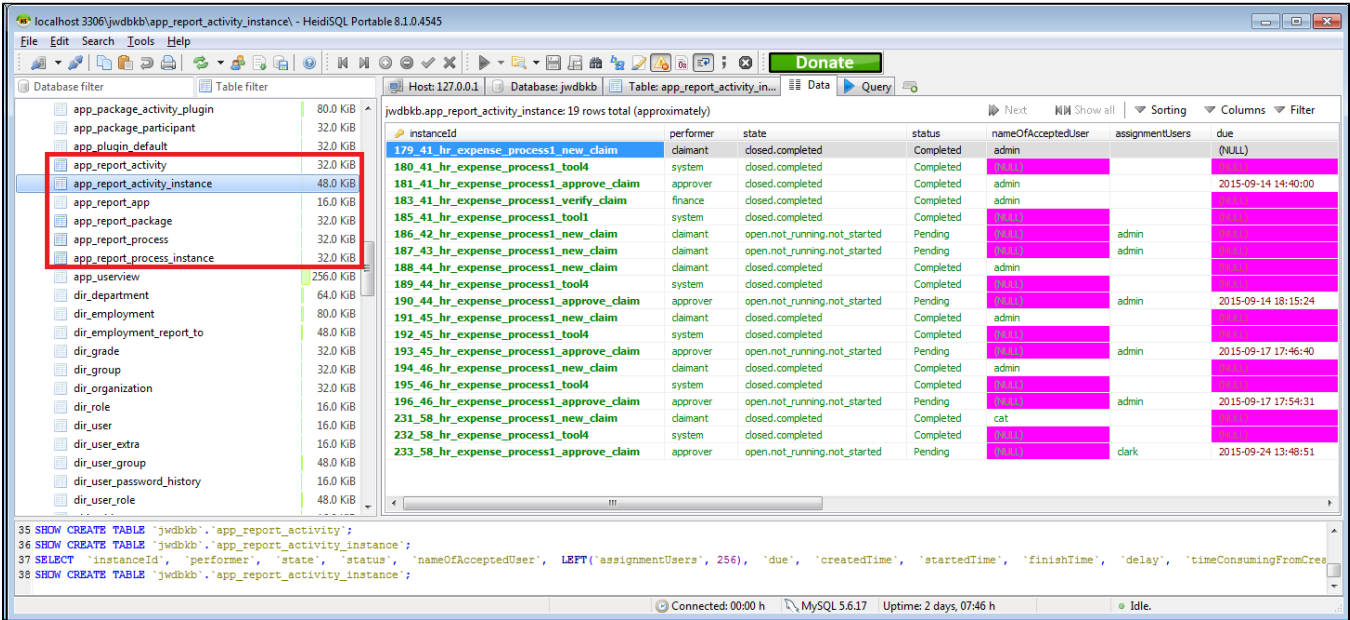 localhost 3306\jwdbkb\app_report_activity_instance\ - HeidiSQL Portable 8.1.0.4545
File Edit Search Tools Help
Donate
Database filter Table filter
Host: 127.0.0.1 Database: jwdbkb Table: app_report_activity_in... Data Query
app_package_activity_plugin 80.0 KiB
app_package_participant 32.0 KiB
app_plugin_default 32.0 KiB
app_report_activity 32.0 KiB
app_report_activity_instance 48.0 KiB
app_report_app 16.0 KiB
app_report_package 32.0 KiB
app_report_process 32.0 KiB
app_report_process_instance 32.0 KiB
app_userview 256.0 KiB
dir_department 64.0 KiB
dir_employment 80.0 KiB
dir_employment_report_to 48.0 KiB
dir_grade 32.0 KiB
dir_group 32.0 KiB
dir_organization 32.0 KiB
dir_role 16.0 KiB
dir_user 16.0 KiB
dir_user_extra 16.0 KiB
dir_user_group 48.0 KiB
dir_user_password_history 16.0 KiB
dir_user_role 48.0 KiB
jwdbkb.app_report_activity_instance: 19 rows total (approximately) Next Show all Sorting Columns Filter
instanceId performer state status nameOfAcceptedUser assignmentUsers due
179_41_hr_expense_process1_new_claim claimant closed.completed Completed admin (NULL)
180_41_hr_expense_process1_tool4 system closed.completed Completed (NULL) (NULL)
181_41_hr_expense_process1_approve_claim approver closed.completed Completed admin 2015-09-14 14:40:00
183_41_hr_expense_process1_verify_claim finance closed.completed Completed admin (NULL)
185_41_hr_expense_process1_tool1 system closed.completed Completed (NULL) (NULL)
186_42_hr_expense_process1_new_claim claimant open.not_running.not_started Pending (NULL) admin (NULL)
187_43_hr_expense_process1_new_claim claimant open.not_running.not_started Pending (NULL) admin (NULL)
188_44_hr_expense_process1_new_claim claimant closed.completed Completed admin (NULL)
189_44_hr_expense_process1_tool4 system closed.completed Completed (NULL) (NULL)
190_44_hr_expense_process1_approve_claim approver open.not_running.not_started Pending (NULL) admin 2015-09-14 18:15:24
191_45_hr_expense_process1_new_claim claimant closed.completed Completed admin (NULL)
192_45_hr_expense_process1_tool4 system closed.completed Completed (NULL) (NULL)
193_45_hr_expense_process1_approve_claim approver open.not_running.not_started Pending (NULL) admin 2015-09-17 17:46:40
194_46_hr_expense_process1_new_claim claimant closed.completed Completed admin (NULL)
195_46_hr_expense_process1_tool4 system closed.completed Completed (NULL) (NULL)
196_46_hr_expense_process1_approve_claim approver open.not_running.not_started Pending (NULL) admin 2015-09-17 17:54:31
231_58_hr_expense_process1_new_claim claimant closed.completed Completed cat (NULL)
232_58_hr_expense_process1_tool4 system closed.completed Completed (NULL) (NULL)
233_58_hr_expense_process1_approve_claim approver open.not_running.not_started Pending (NULL) clark 2015-09-24 13:48:51
35 SHOW CREATE TABLE `jwdbkb`.`app_report_activity`;
36 SHOW CREATE TABLE `jwdbkb`.`app_report_activity_instance`;
37 SELECT `instanceId`, `performer`, `state`, `status`, `nameOfAcceptedUser`, LEFT(`assignmentUsers`, 256), `due`, `createdTime`, `startedTime`, `finishTime`, `delay`, `timeConsumingFromCrea
38 SHOW CREATE TABLE `jwdbkb`.`app_report_activity_instance`;
Connected: 00:00 h MySQL 5.6.17 Uptime: 2 days, 07:46 h Idle.